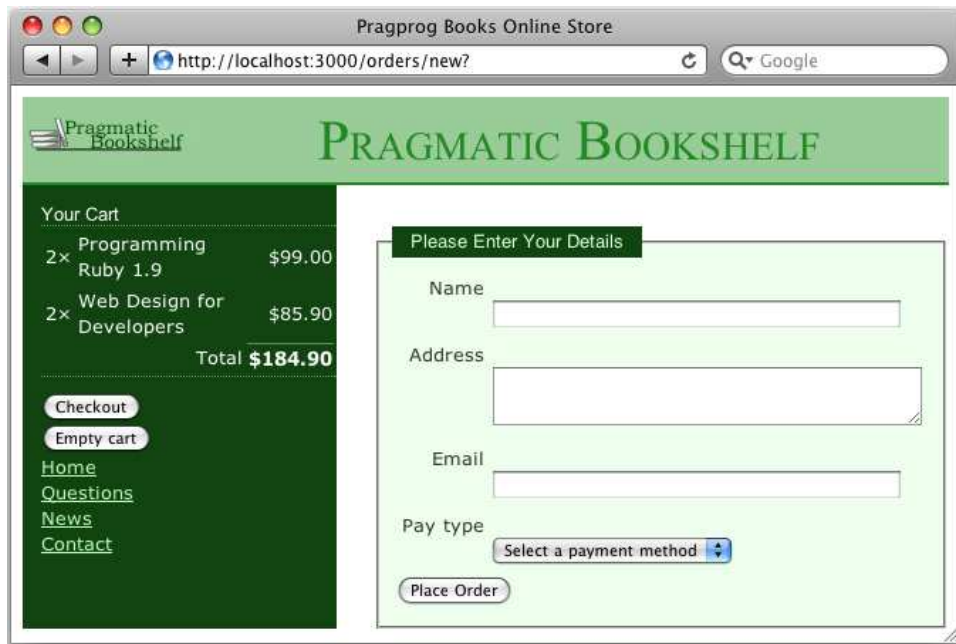 Pragprog Books Online Store
http://localhost:3000/orders/new?
Google
Pragmatic
Bookshelf
PRAGMATIC BOOKSHELF
Your Cart
2× Programming Ruby 1.9 $99.00
2× Web Design for Developers $85.90
Total $184.90
Checkout
Empty cart
Home
Questions
News
Contact
Please Enter Your Details
Name
Address
Email
Pay type
Select a payment method
Place Order